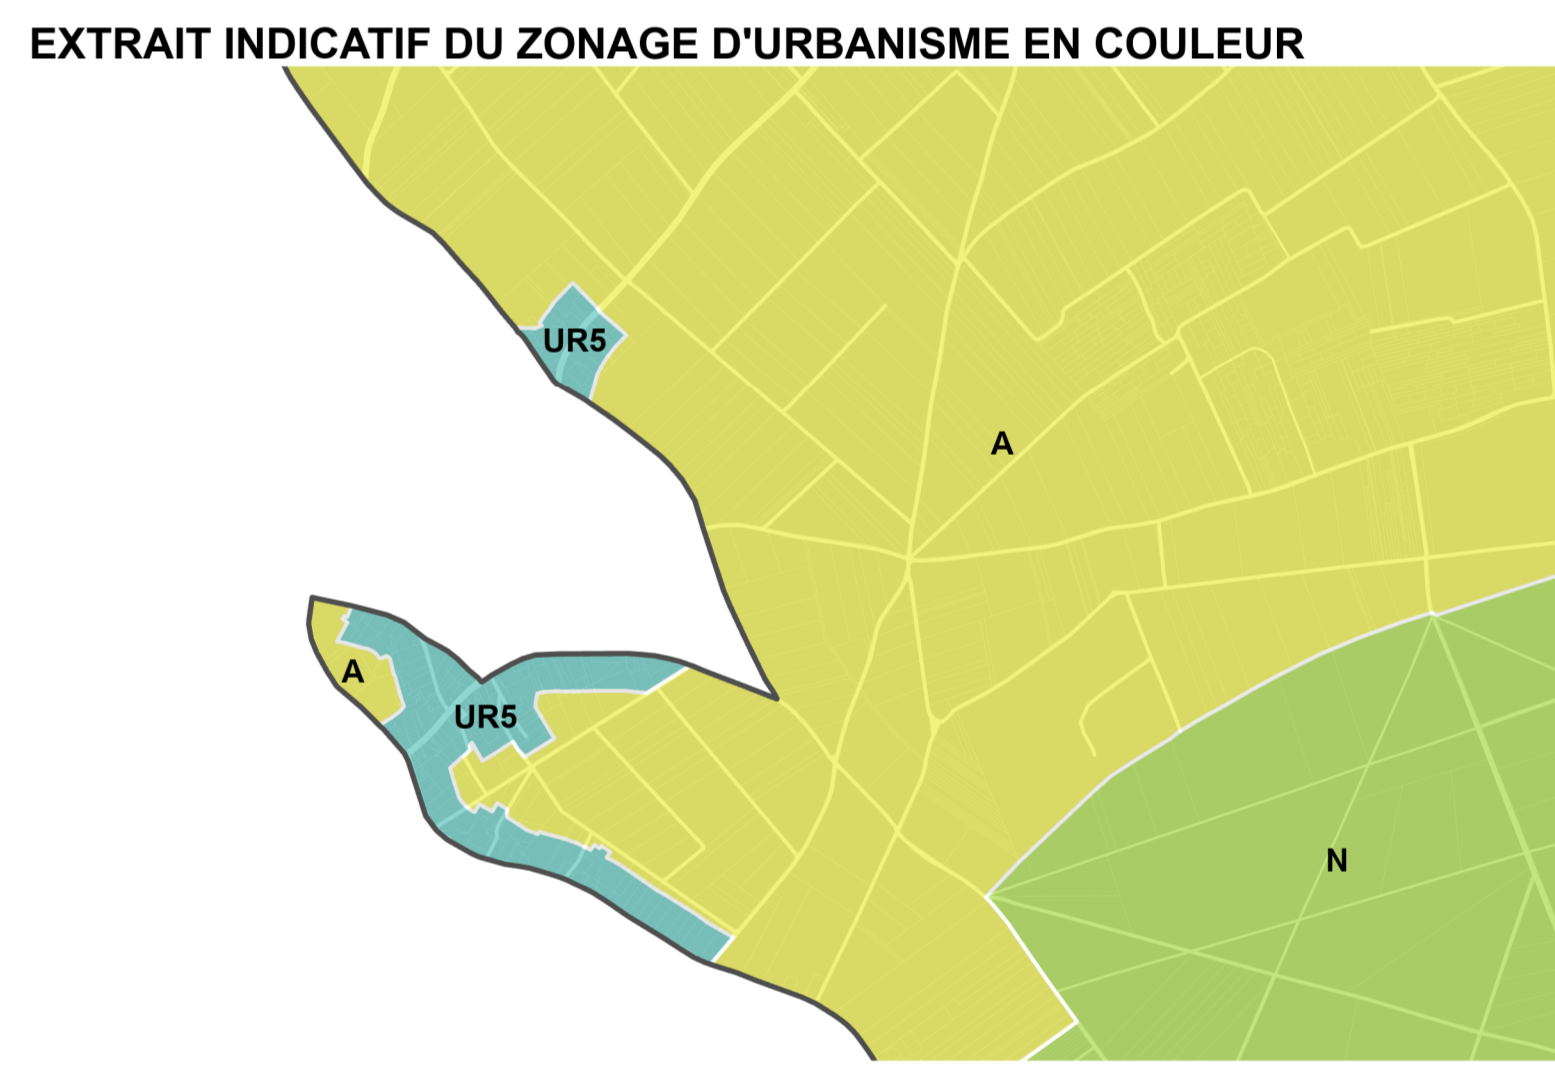 EXTRAIT INDICATIF DU ZONAGE D'URBANISME EN COULEUR
UR5
A
A
UR5
N